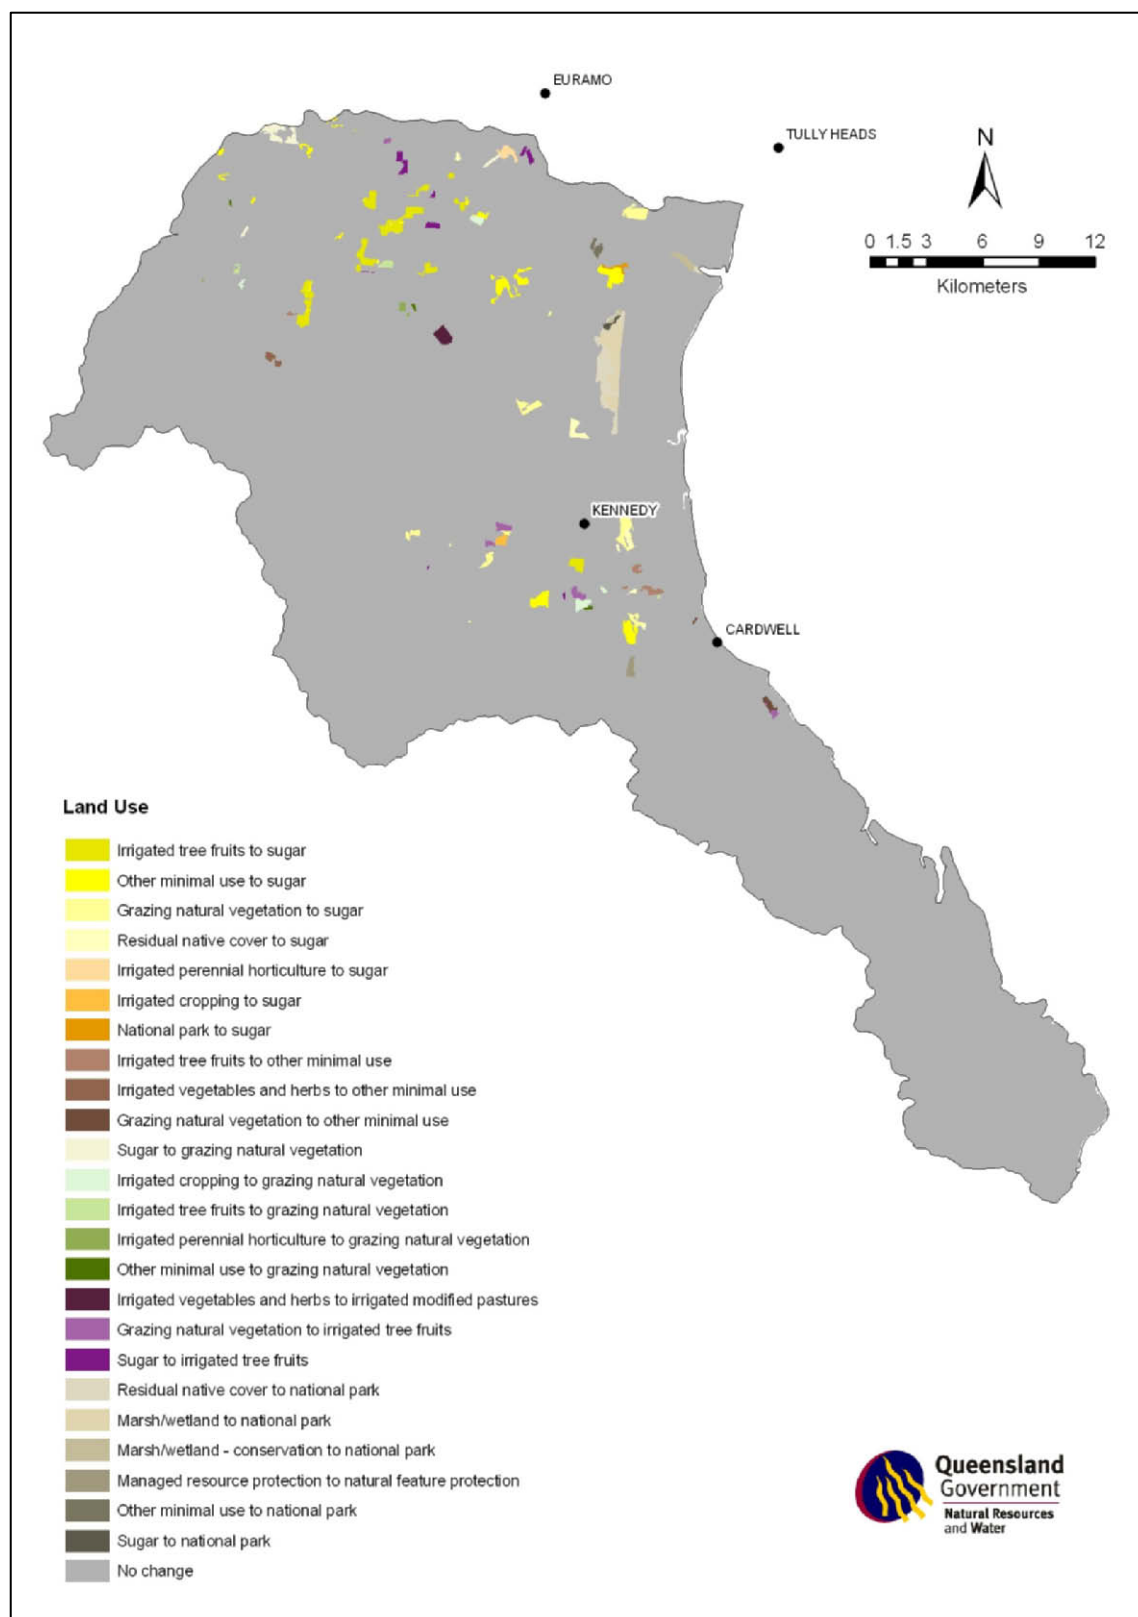 EURAMO
TULLY HEADS
N
0 1.5 3 6 9 12
Kilometers
KENNEDY
CARDWELL
Land Use
Irrigated tree fruits to sugar
Other minimal use to sugar
Grazing natural vegetation to sugar
Residual native cover to sugar
Irrigated perennial horticulture to sugar
Irrigated cropping to sugar
National park to sugar
Irrigated tree fruits to other minimal use
Irrigated vegetables and herbs to other minimal use
Grazing natural vegetation to other minimal use
Sugar to grazing natural vegetation
Irrigated cropping to grazing natural vegetation
Irrigated tree fruits to grazing natural vegetation
Irrigated perennial horticulture to grazing natural vegetation
Other minimal use to grazing natural vegetation
Irrigated vegetables and herbs to irrigated modified pastures
Grazing natural vegetation to irrigated tree fruits
Sugar to irrigated tree fruits
Residual native cover to national park
Marsh/wetland to national park
Marsh/wetland - conservation to national park
Managed resource protection to natural feature protection
Other minimal use to national park
Sugar to national park
No change
Queensland
Government
Natural Resources
and Water